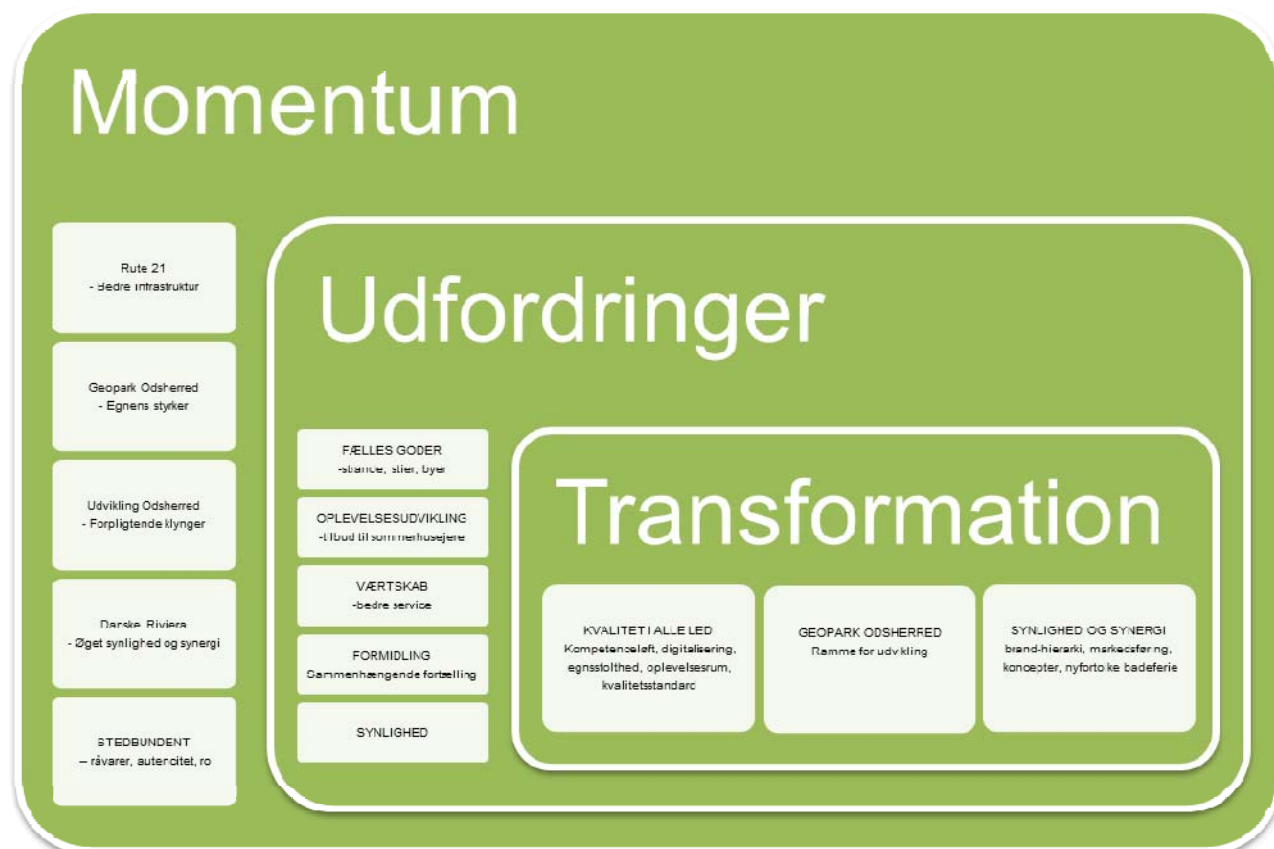 Momentum
Rute 21
- Bedre infrastruktur
Geopark Odsherred
- Egnens styrker
Udvikling Odsherred
- Forpligtende klynger
Danske Riviera
- Øget synlighed og synergi
STEDBUNDENT
– råvarer, autencitet, ro
Udfordringer
FÆLLES GODER
-strande, stier, byer
OPLEVELSESUDVIKLING
-tilbud til sommerhusejere
VÆRTSKAB
-bedre service
FORMIDLING
Sammenhængende fortælling
SYNLIGHED
Transformation
KVALITET I ALLE LED
Kompetenceløft, digitalisering,
egnsstolthed, oplevelsesrum,
kvalitetsstandard
GEOPARK ODSHERRED
Ramme for udvikling
SYNLIGHED OG SYNERGI
brand-hierarki, markedsføring,
koncepter, nyfortolke badeferie